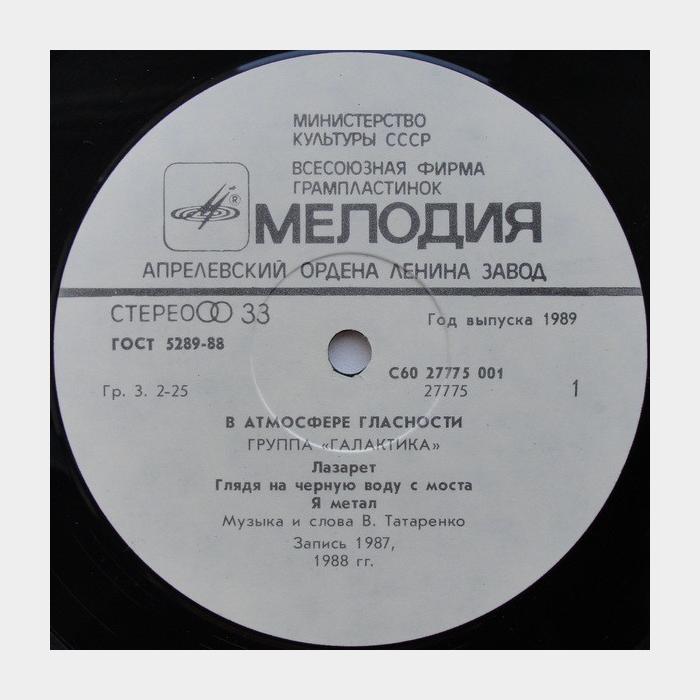 МИНИСТЕРСТВО
КУЛЬТУРЫ СССР
ВСЕСОЮЗНАЯ ФИРМА
ГРАМПЛАСТИНОК
®
МЕЛОДИЯ
АПРЕЛЕВСКИЙ ОРДЕНА ЛЕНИНА ЗАВОД
СТЕРЕО 33
Год выпуска 1989
ГОСТ 5289-88
С60 27775 001
Гр. 3. 2-25
27775
1
В АТМОСФЕРЕ ГЛАСНОСТИ
ГРУППА «ГАЛАКТИКА»
Лазарет
Глядя на черную воду с моста
Я метал
Музыка и слова В. Татаренко
Запись 1987,
1988 гг.